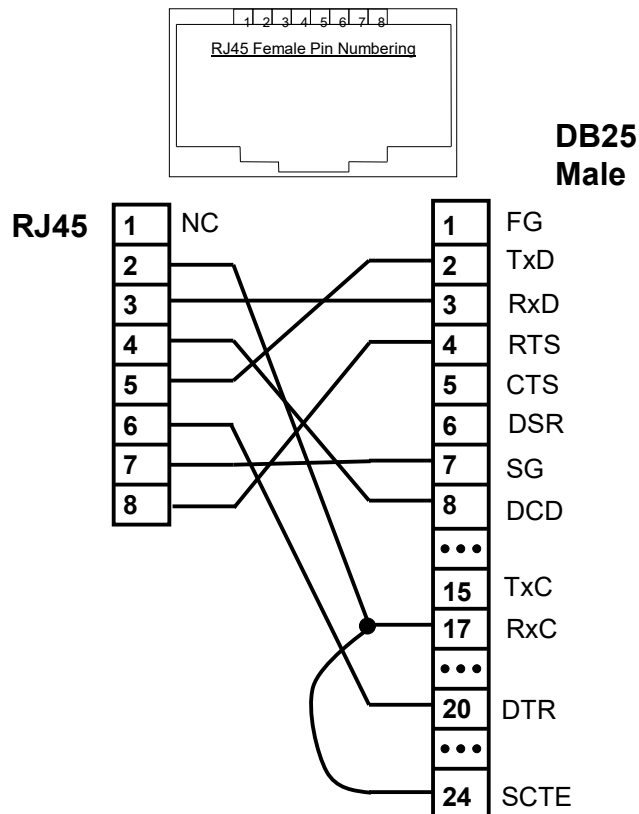 1 2 3 4 5 6 7 8
RJ45 Female Pin Numbering
DB25
Male
RJ45
1 NC
2
3
4
5
6
7
8
1 FG
2 TxD
3 RxD
4 RTS
5 CTS
6 DSR
7 SG
8 DCD
•••
15 TxC
17 RxC
•••
20 DTR
•••
24 SCTE